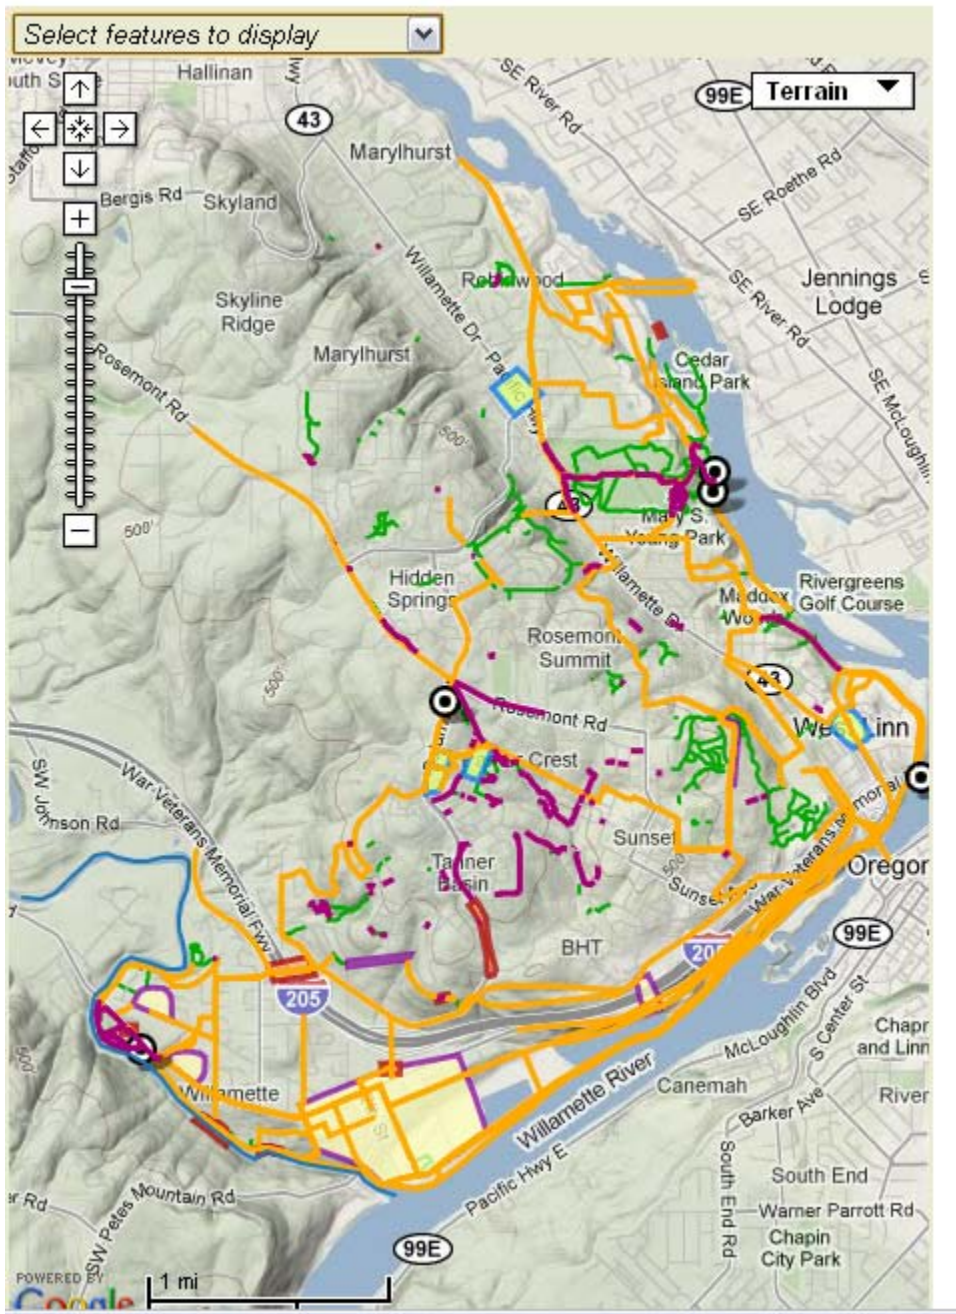 Select features to display
Terrain
Hallinan
43
99E
SE River Rd
Marylhurst
SE Roethe Rd
Bergis Rd
Skyland
Jennings
Lodge
SE River Rd
Willamette Dr
Skyline
Ridge
Marylhurst
Rosemont Rd
Cedar
Island Park
SE McLoughlin
500'
500'
43
Mary S.
Young Park
Hidden
Springs
Willamette Dr
Rivergreens
Golf Course
Rosemont
Summit
500'
43
Rosemont Rd
West Linn
Crest
SW Johnson Rd
War Veterans Memorial Fwy
Sunset
500'
Tanner
Basin
Oregon
BHT
205
205
99E
McLoughlin Blvd
S Center St
Willamette
Willamette River
Canemah
Barker Ave
500'
Pacific Hwy E
South End Rd
South End
Warner Parrott Rd
SW Petes Mountain Rd
Chapin
City Park
99E
POWERED BY
Google
1 mi